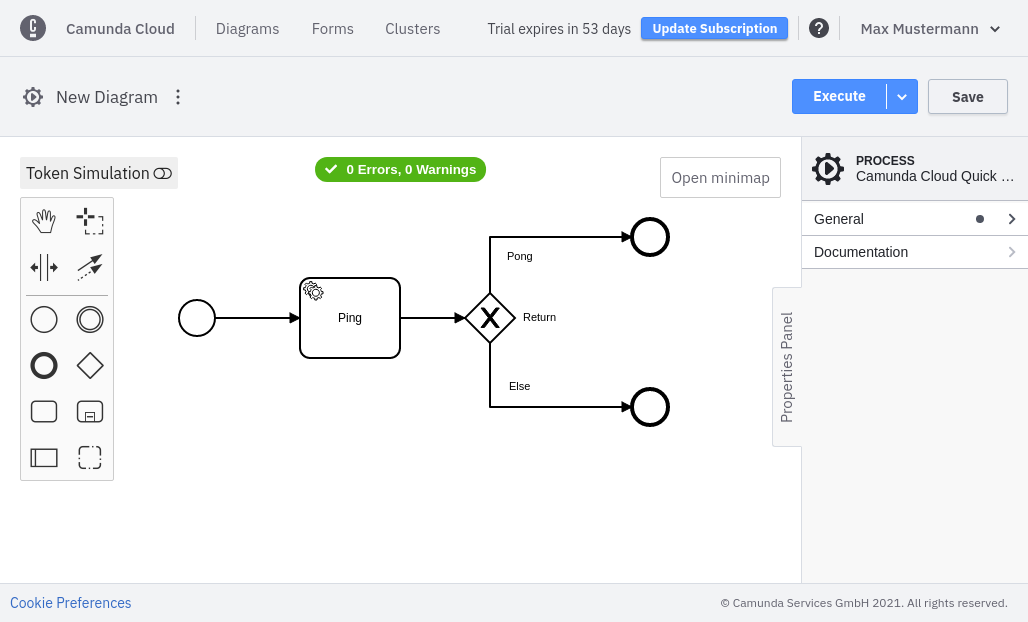 Camunda Cloud
Diagrams
Forms
Clusters
Trial expires in 53 days
Update Subscription
Max Mustermann
New Diagram
Execute
Save
Token Simulation
0 Errors, 0 Warnings
Open minimap
PROCESS
Camunda Cloud Quick ...
General
Documentation
Pong
Ping
Return
Else
Properties Panel
Cookie Preferences
© Camunda Services GmbH 2021. All rights reserved.